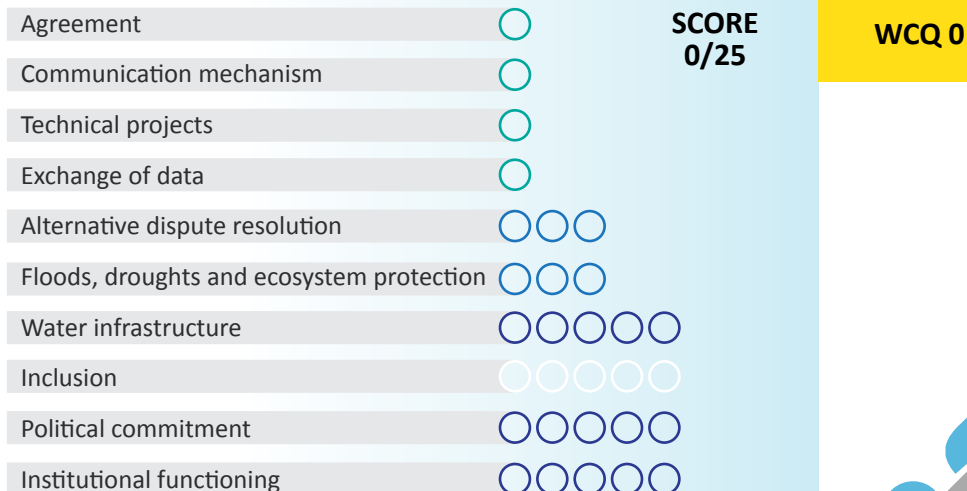 Agreement
SCORE
0/25
WCQ 0
Communication mechanism
Technical projects
Exchange of data
Alternative dispute resolution
Floods, droughts and ecosystem protection
Water infrastructure
Inclusion
Political commitment
Institutional functioning